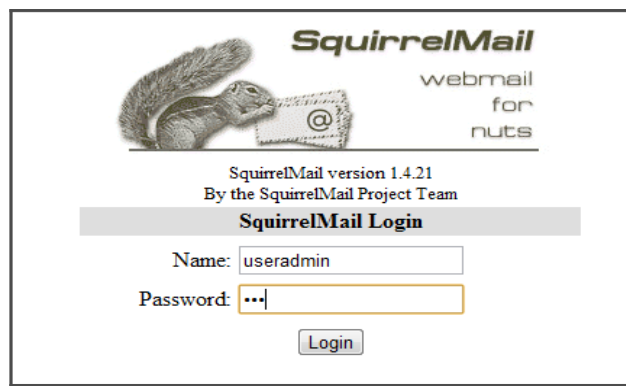 SquirrelMail
webmail
for
nuts
@
SquirrelMail version 1.4.21
By the SquirrelMail Project Team
SquirrelMail Login
Name: useradmin
Password: •••
Login